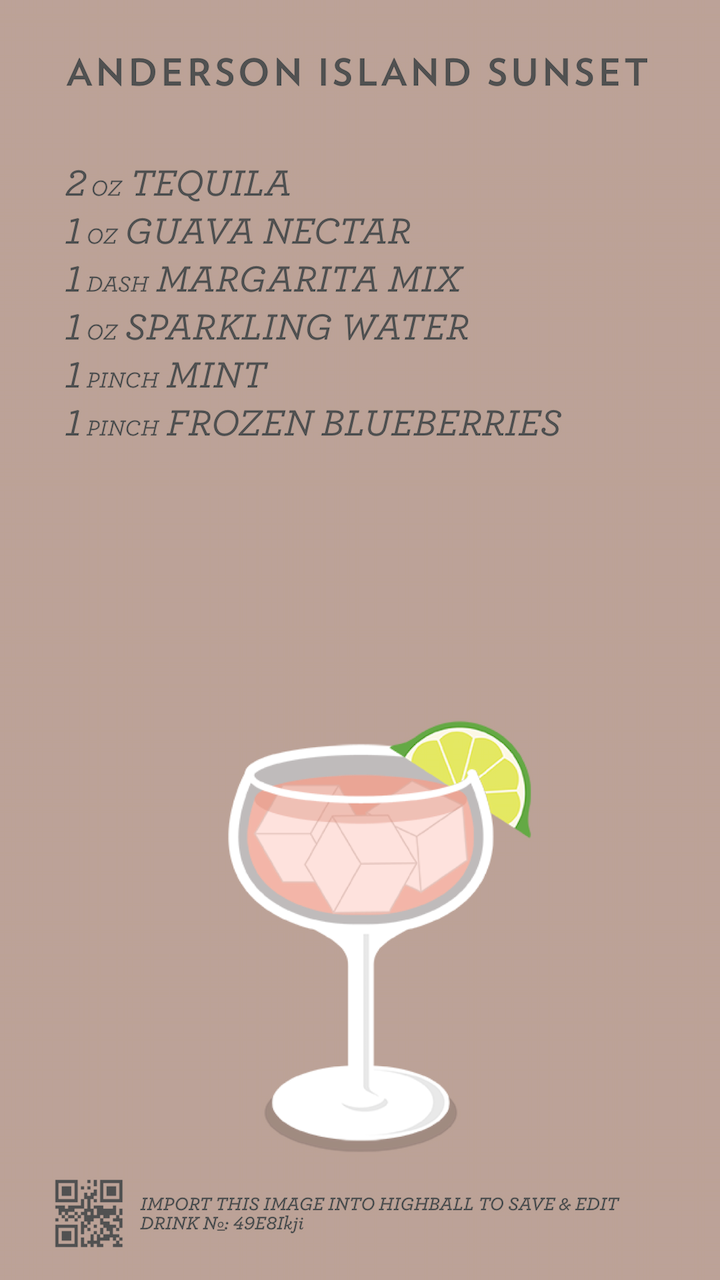 ANDERSON ISLAND SUNSET
2 OZ TEQUILA
1 OZ GUAVA NECTAR
1 DASH MARGARITA MIX
1 OZ SPARKLING WATER
1 PINCH MINT
1 PINCH FROZEN BLUEBERRIES
IMPORT THIS IMAGE INTO HIGHBALL TO SAVE & EDIT
DRINK №: 49E8Ikji